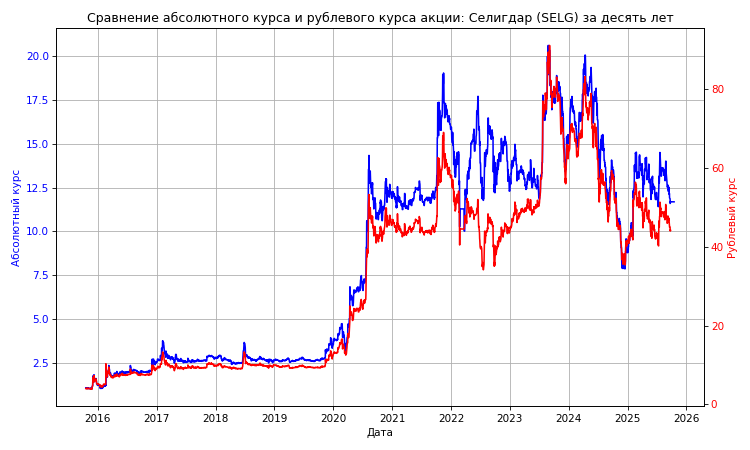 Сравнение абсолютного курса и рублевого курса акции: Селигдар (SELG) за десять лет
20.0
17.5
15.0
12.5
10.0
7.5
5.0
2.5
Абсолютный курс
80
60
40
20
0
Рублевый курс
2016 2017 2018 2019 2020 2021 2022 2023 2024 2025 2026
Дата